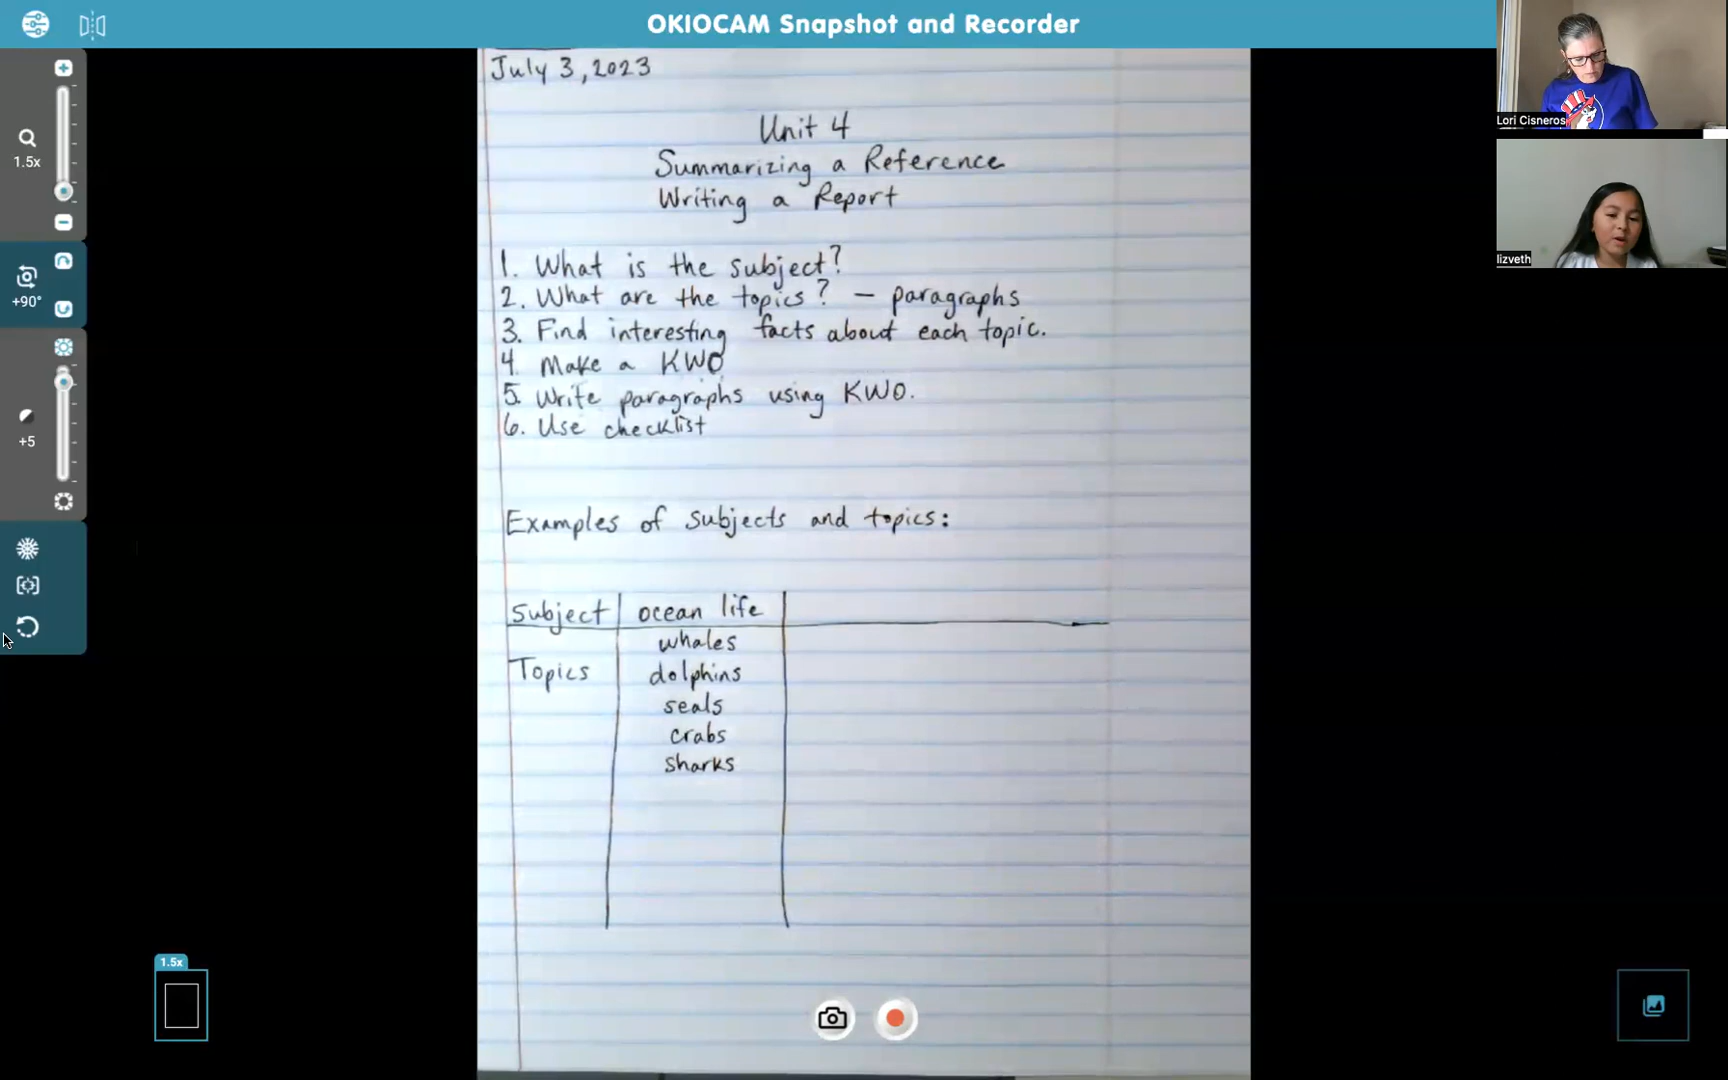 OKIOCAM Snapshot and Recorder
July 3, 2023
Unit 4
Summarizing a Reference
Writing a Report
1. What is the subject?
2. What are the topics? — paragraphs
3. Find interesting facts about each topic.
4. Make a KWO
5. Write paragraphs using KWO.
6. Use checklist
Examples of subjects and topics:
Subject ocean life
whales
Topics dolphins
seals
crabs
sharks
1.5x
+90°
+5
1.5x
Lori Cisneros
lizveth